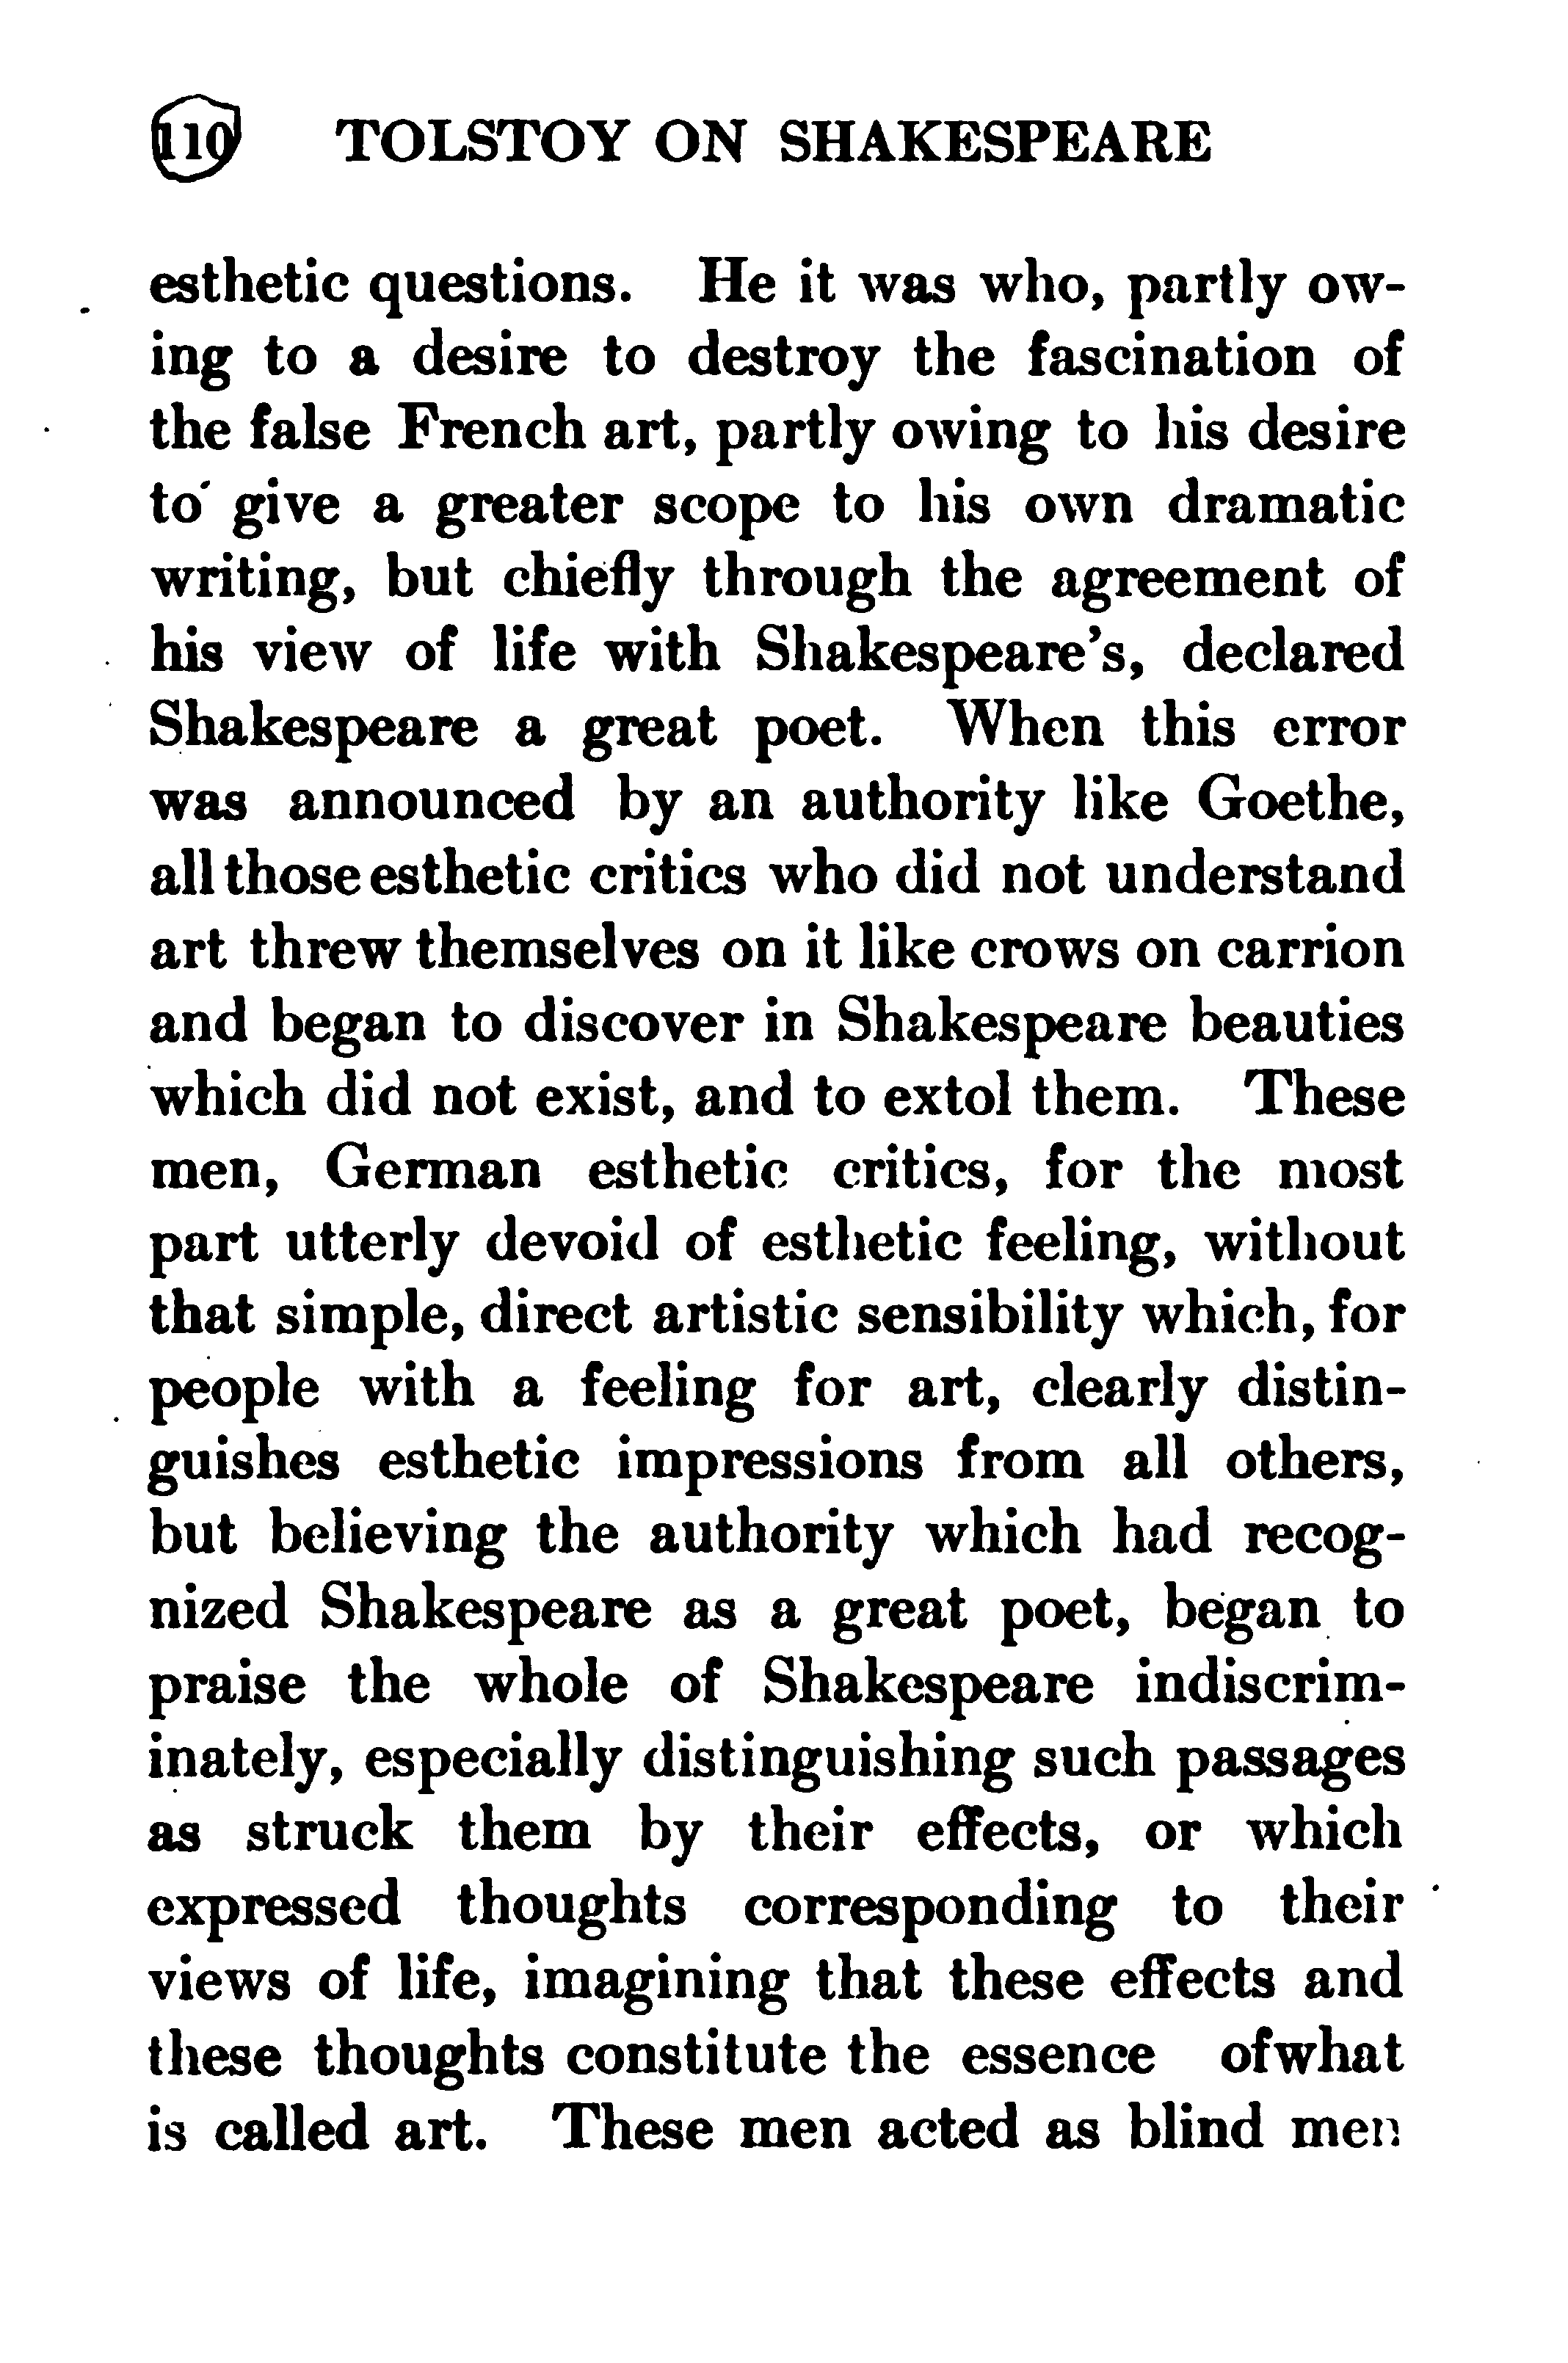 110 TOLSTOY ON SHAKESPEARE
esthetic questions. He it was who, partly ow-
ing to a desire to destroy the fascination of
the false French art, partly owing to his desire
to give a greater scope to his own dramatic
writing, but chiefly through the agreement of
his view of life with Shakespeare's, declared
Shakespeare a great poet. When this error
was announced by an authority like Goethe,
all those esthetic critics who did not understand
art threw themselves on it like crows on carrion
and began to discover in Shakespeare beauties
which did not exist, and to extol them. These
men, German esthetic critics, for the most
part utterly devoid of esthetic feeling, without
that simple, direct artistic sensibility which, for
people with a feeling for art, clearly distin-
guishes esthetic impressions from all others,
but believing the authority which had recog-
nized Shakespeare as a great poet, began to
praise the whole of Shakespeare indiscrim-
inately, especially distinguishing such passages
as struck them by their effects, or which
expressed thoughts corresponding to their
views of life, imagining that these effects and
these thoughts constitute the essence ofwhat
is called art. These men acted as blind men